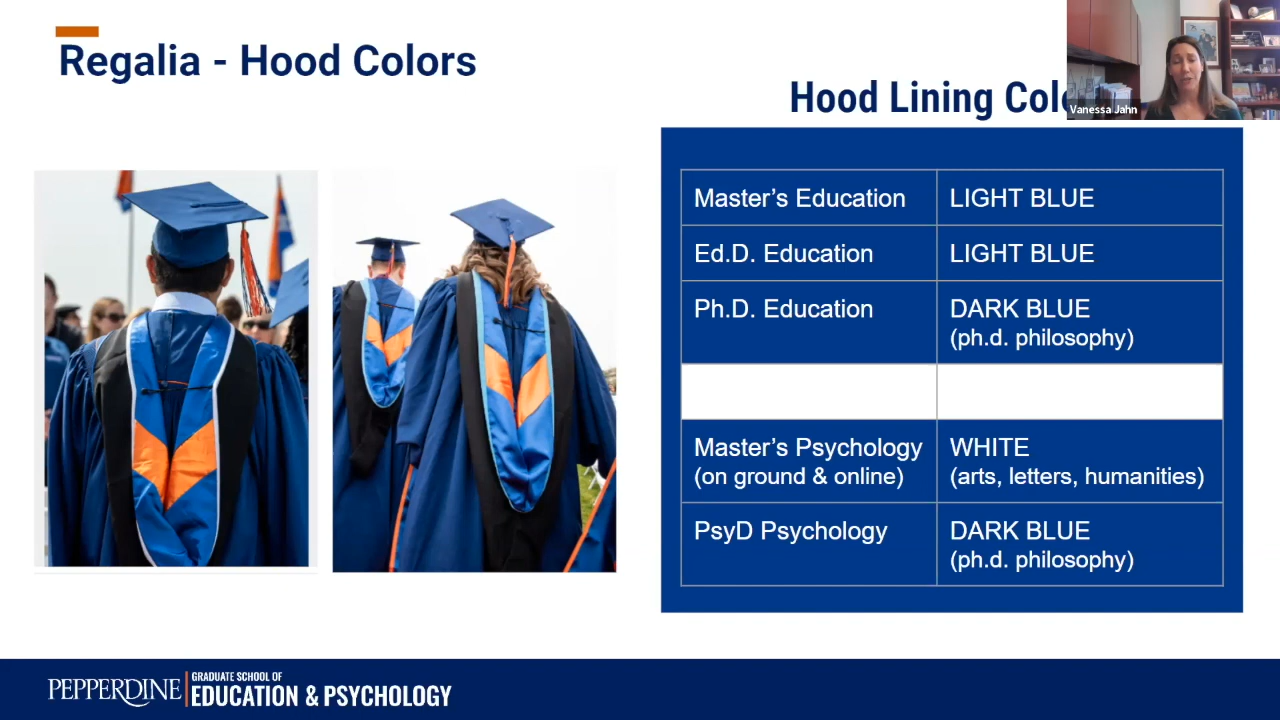 Regalia - Hood Colors
Hood Lining
Vanessa Jahn
Master's Education LIGHT BLUE
Ed.D. Education LIGHT BLUE
Ph.D. Education DARK BLUE
(ph.d. philosophy)
Master's Psychology WHITE
(on ground & online) (arts, letters, humanities)
PsyD Psychology DARK BLUE
(ph.d. philosophy)
PEPPERDINE
GRADUATE SCHOOL OF
EDUCATION & PSYCHOLOGY